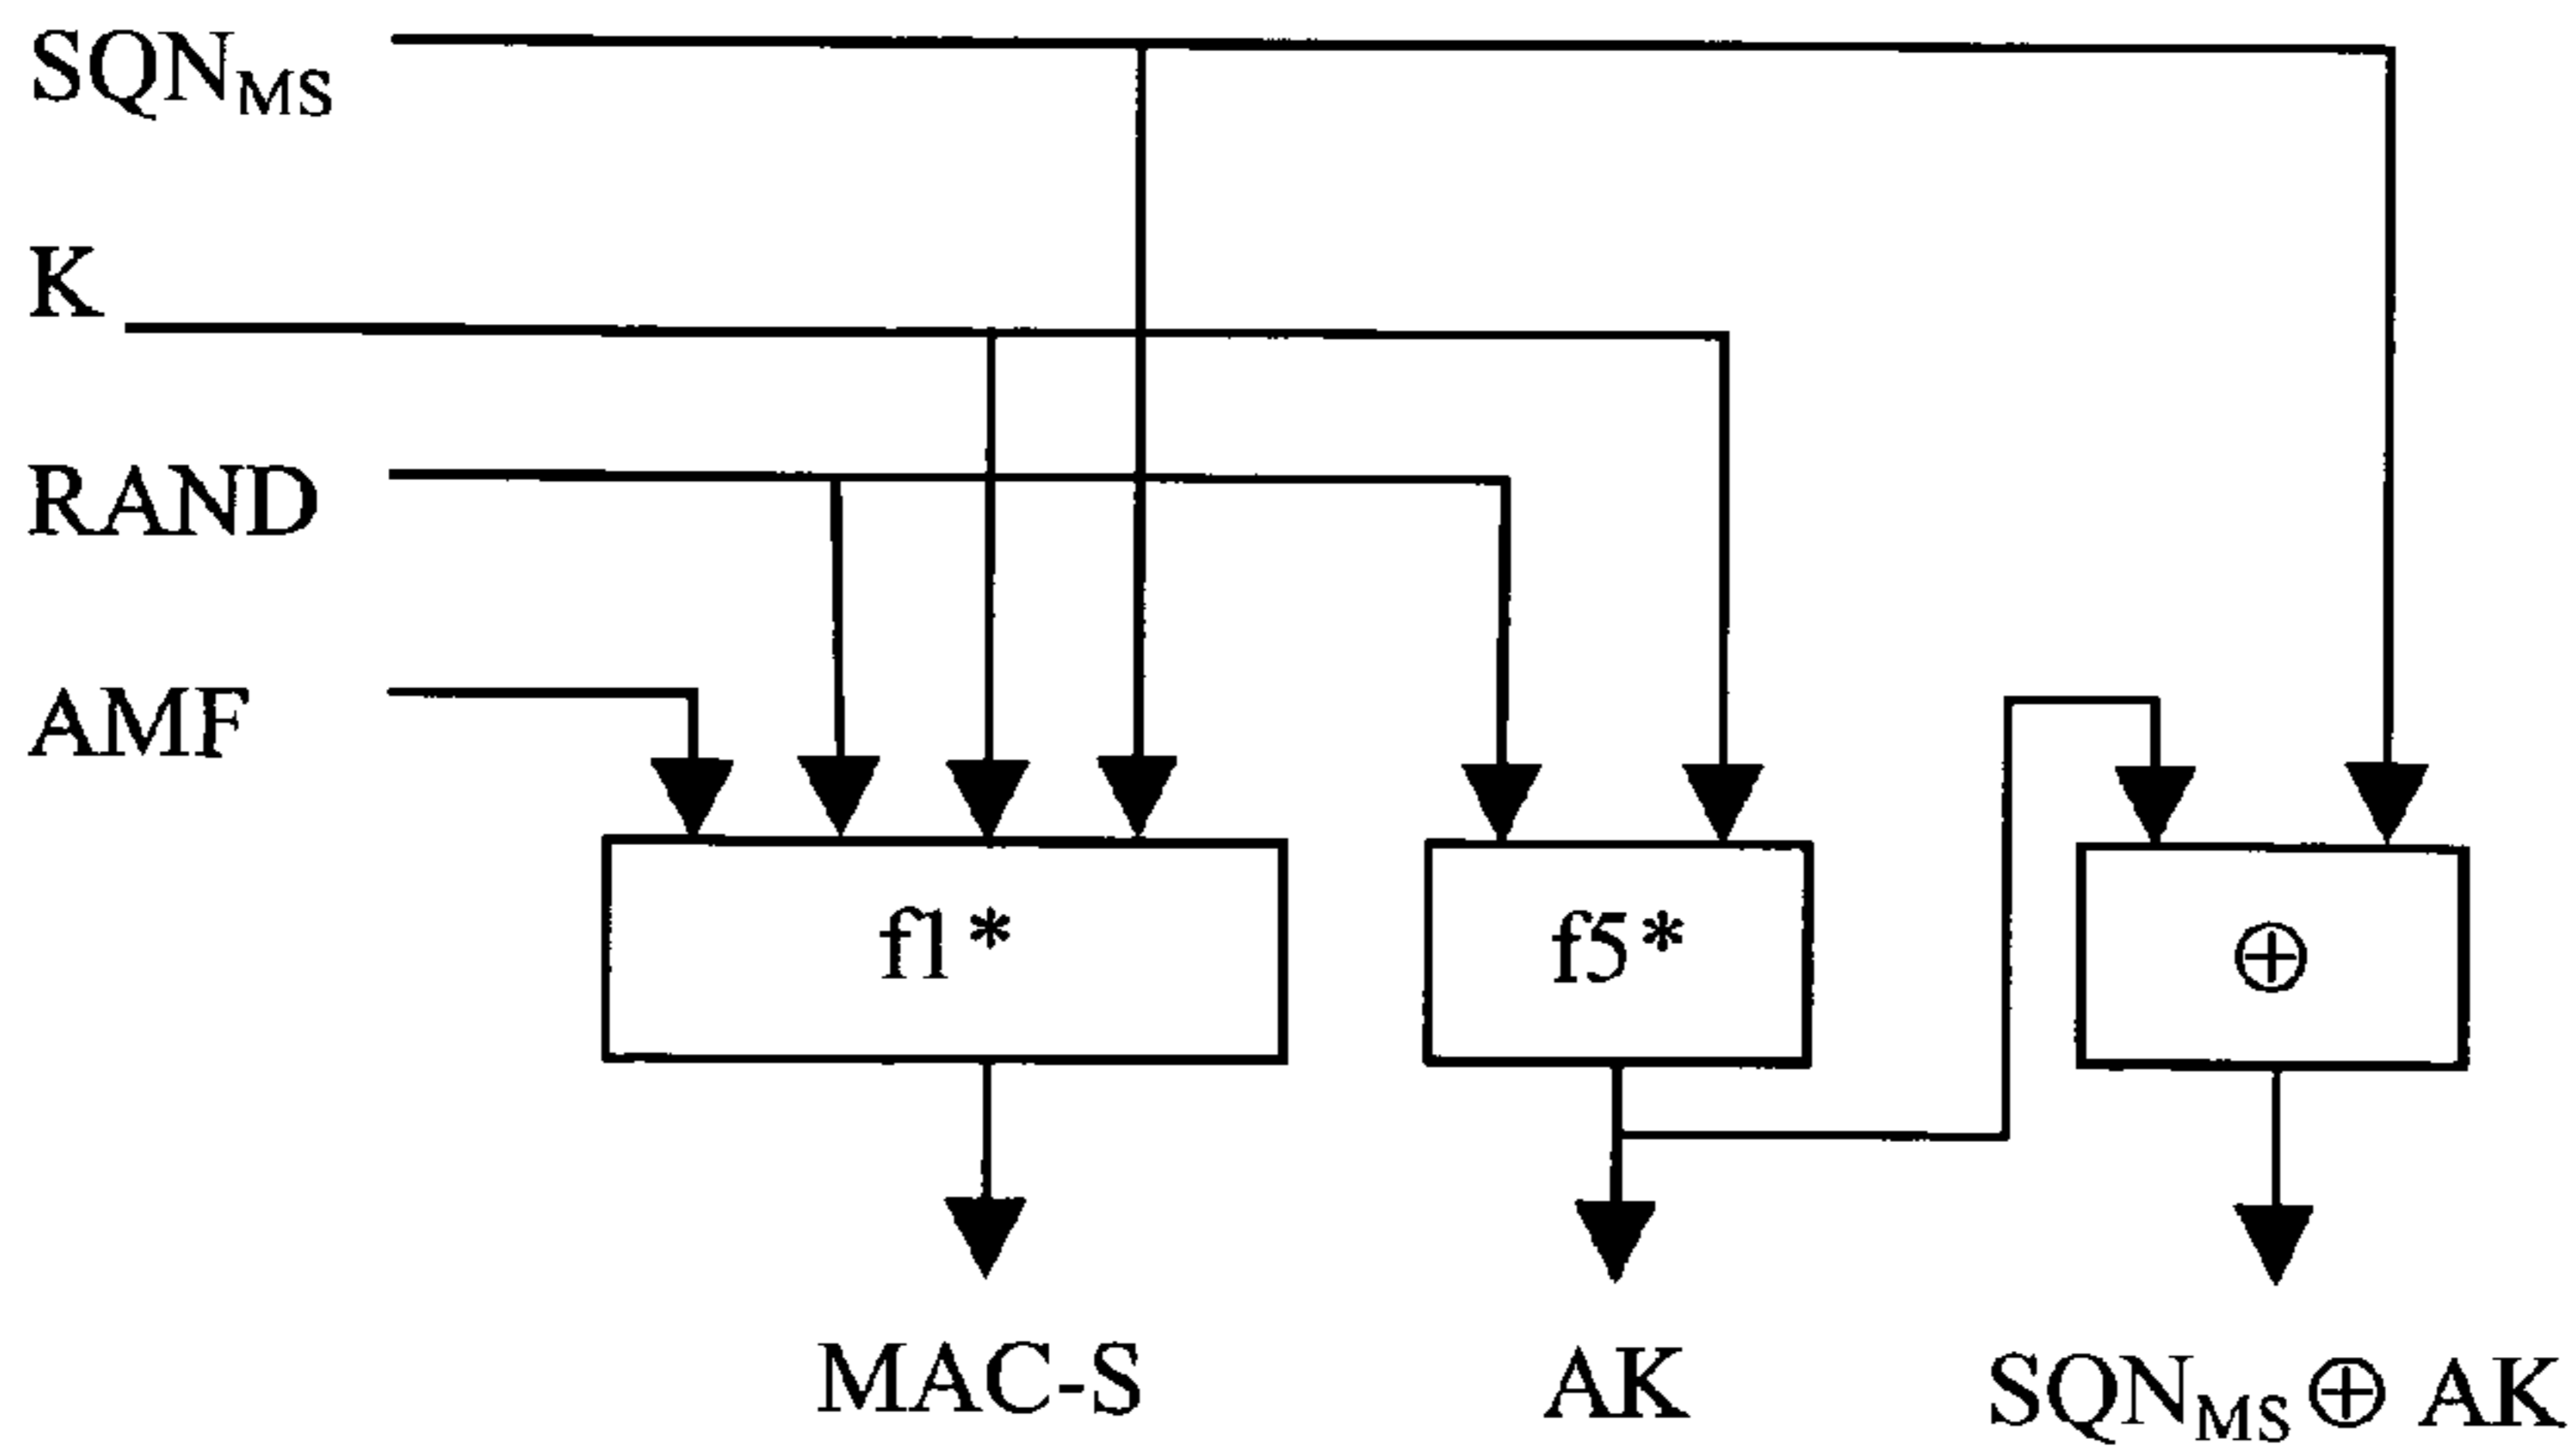 SQN_MS
K
RAND
AMF
f1*
f5*
⊕
MAC-S
AK
SQN_MS ⊕ AK